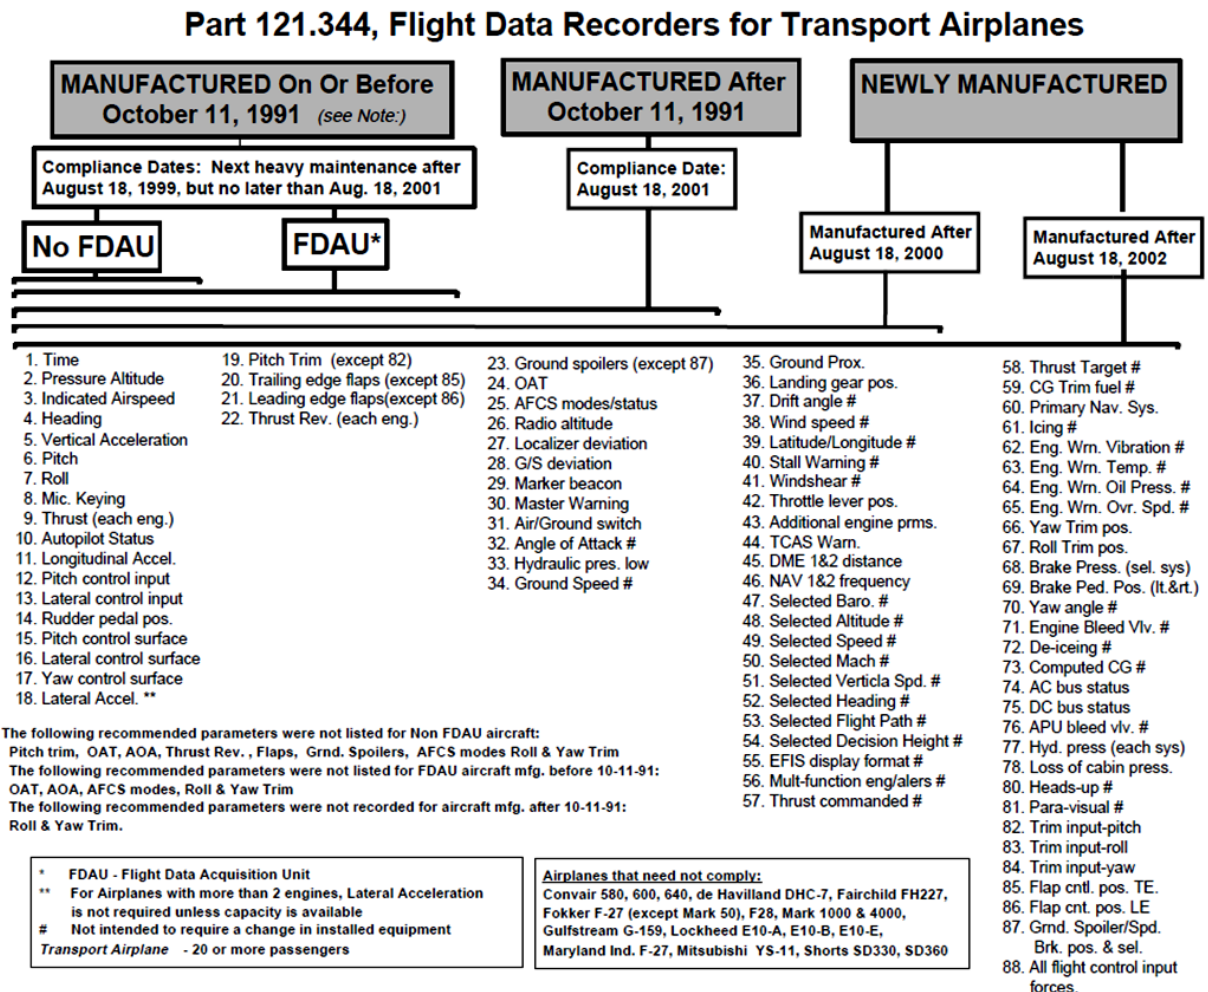 Part 121.344, Flight Data Recorders for Transport Airplanes
MANUFACTURED On Or Before
October 11, 1991 (see Note:)
MANUFACTURED After
October 11, 1991
NEWLY MANUFACTURED
Compliance Dates: Next heavy maintenance after
August 18, 1999, but no later than Aug. 18, 2001
Compliance Date:
August 18, 2001
No FDAU
FDAU*
Manufactured After
August 18, 2000
Manufactured After
August 18, 2002
1. Time
2. Pressure Altitude
3. Indicated Airspeed
4. Heading
5. Vertical Acceleration
6. Pitch
7. Roll
8. Mic. Keying
9. Thrust (each eng.)
10. Autopilot Status
11. Longitudinal Accel.
12. Pitch control input
13. Lateral control input
14. Rudder pedal pos.
15. Pitch control surface
16. Lateral control surface
17. Yaw control surface
18. Lateral Accel. **
19. Pitch Trim (except 82)
20. Trailing edge flaps (except 85)
21. Leading edge flaps(except 86)
22. Thrust Rev. (each eng.)
23. Ground spoilers (except 87)
24. OAT
25. AFCS modes/status
26. Radio altitude
27. Localizer deviation
28. G/S deviation
29. Marker beacon
30. Master Warning
31. Air/Ground switch
32. Angle of Attack #
33. Hydraulic pres. low
34. Ground Speed #
35. Ground Prox.
36. Landing gear pos.
37. Drift angle #
38. Wind speed #
39. Latitude/Longitude #
40. Stall Warning #
41. Windshear #
42. Throttle lever pos.
43. Additional engine prms.
44. TCAS Warn.
45. DME 1&2 distance
46. NAV 1&2 frequency
47. Selected Baro. #
48. Selected Altitude #
49. Selected Speed #
50. Selected Mach #
51. Selected Verticla Spd. #
52. Selected Heading #
53. Selected Flight Path #
54. Selected Decision Height #
55. EFIS display format #
56. Mult-function eng/alers #
57. Thrust commanded #
58. Thrust Target #
59. CG Trim fuel #
60. Primary Nav. Sys.
61. Icing #
62. Eng. Wrn. Vibration #
63. Eng. Wrn. Temp. #
64. Eng. Wrn. Oil Press. #
65. Eng. Wrn. Ovr. Spd. #
66. Yaw Trim pos.
67. Roll Trim pos.
68. Brake Press. (sel. sys)
69. Brake Ped. Pos. (lt.&rt.)
70. Yaw angle #
71. Engine Bleed Vlv. #
72. De-iceing #
73. Computed CG #
74. AC bus status
75. DC bus status
76. APU bleed vlv. #
77. Hyd. press (each sys)
78. Loss of cabin press.
80. Heads-up #
81. Para-visual #
82. Trim input-pitch
83. Trim input-roll
84. Trim input-yaw
85. Flap cntl. pos. TE.
86. Flap cnt. pos. LE
87. Grnd. Spoiler/Spd.
Brk. pos. & sel.
88. All flight control input
forces.
The following recommended parameters were not listed for Non FDAU aircraft:
Pitch trim, OAT, AOA, Thrust Rev. , Flaps, Grnd. Spoilers, AFCS modes Roll & Yaw Trim
The following recommended parameters were not listed for FDAU aircraft mfg. before 10-11-91:
OAT, AOA, AFCS modes, Roll & Yaw Trim
The following recommended parameters were not recorded for aircraft mfg. after 10-11-91:
Roll & Yaw Trim.
* FDAU - Flight Data Acquisition Unit
** For Airplanes with more than 2 engines, Lateral Acceleration
is not required unless capacity is available
# Not intended to require a change in installed equipment
Transport Airplane - 20 or more passengers
Airplanes that need not comply:
Convair 580, 600, 640, de Havilland DHC-7, Fairchild FH227,
Fokker F-27 (except Mark 50), F28, Mark 1000 & 4000,
Gulfstream G-159, Lockheed E10-A, E10-B, E10-E,
Maryland Ind. F-27, Mitsubishi YS-11, Shorts SD330, SD360